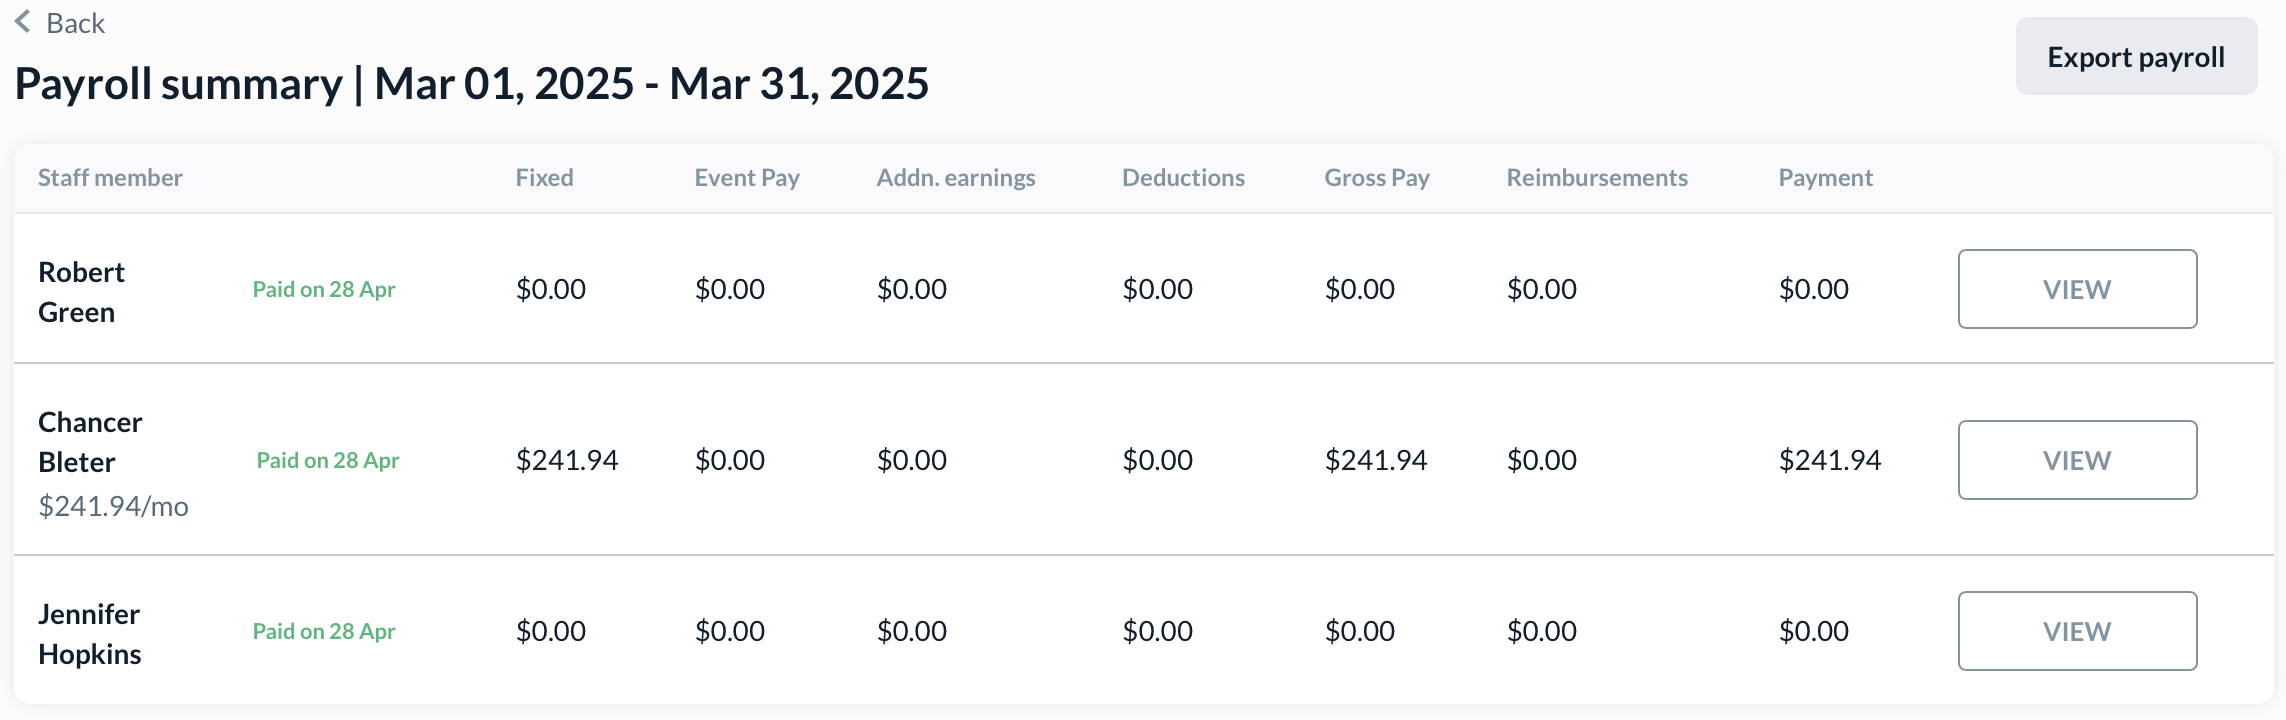 Back
Export payroll
Payroll summary | Mar 01, 2025 - Mar 31, 2025
Staff member Fixed Event Pay Addn. earnings Deductions Gross Pay Reimbursements Payment
Robert
Green
Paid on 28 Apr $0.00 $0.00 $0.00 $0.00 $0.00 $0.00 $0.00 VIEW
Chancer
Bleter
$241.94/mo
Paid on 28 Apr $241.94 $0.00 $0.00 $0.00 $241.94 $0.00 $241.94 VIEW
Jennifer
Hopkins
Paid on 28 Apr $0.00 $0.00 $0.00 $0.00 $0.00 $0.00 $0.00 VIEW